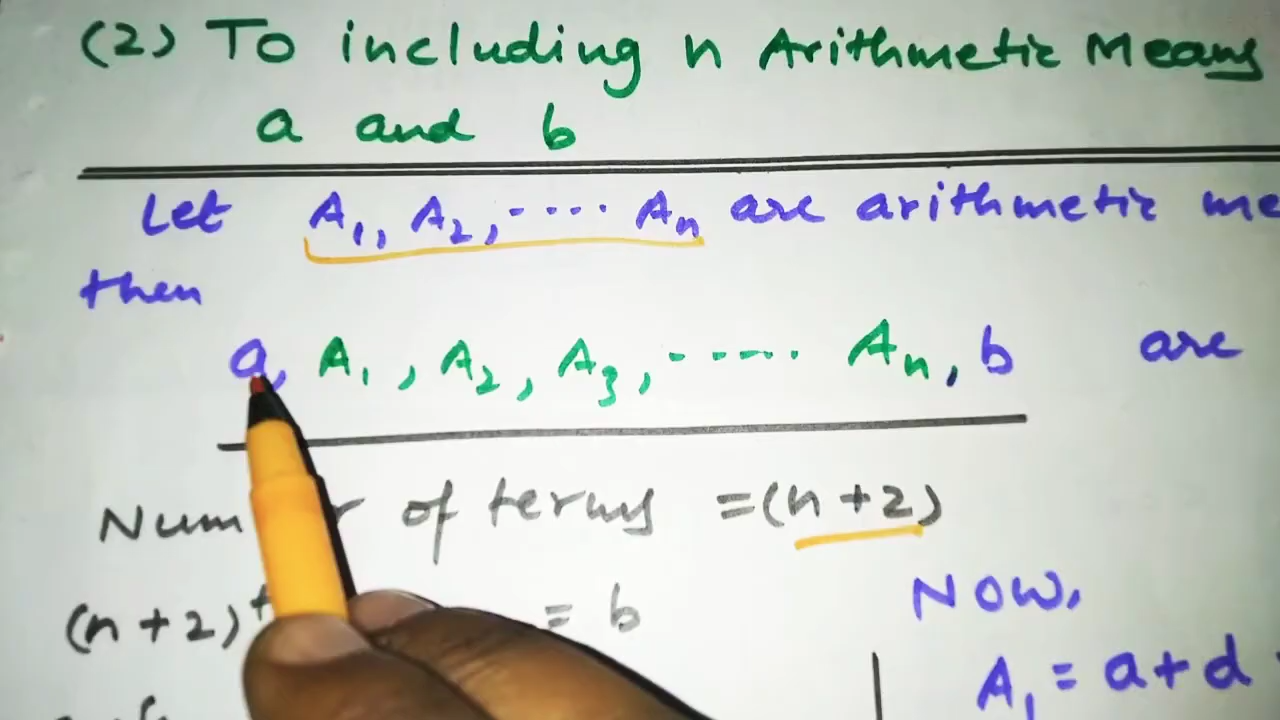 (2) To including n Arithmetic Means
a and b
Let A₁, A₂, ..... Aₙ are arithmetic me
then
a, A₁, A₂, A₃, ...... Aₙ, b are
of terms = (n+2)
(n+2) = b
Now,
A₁ = a+d